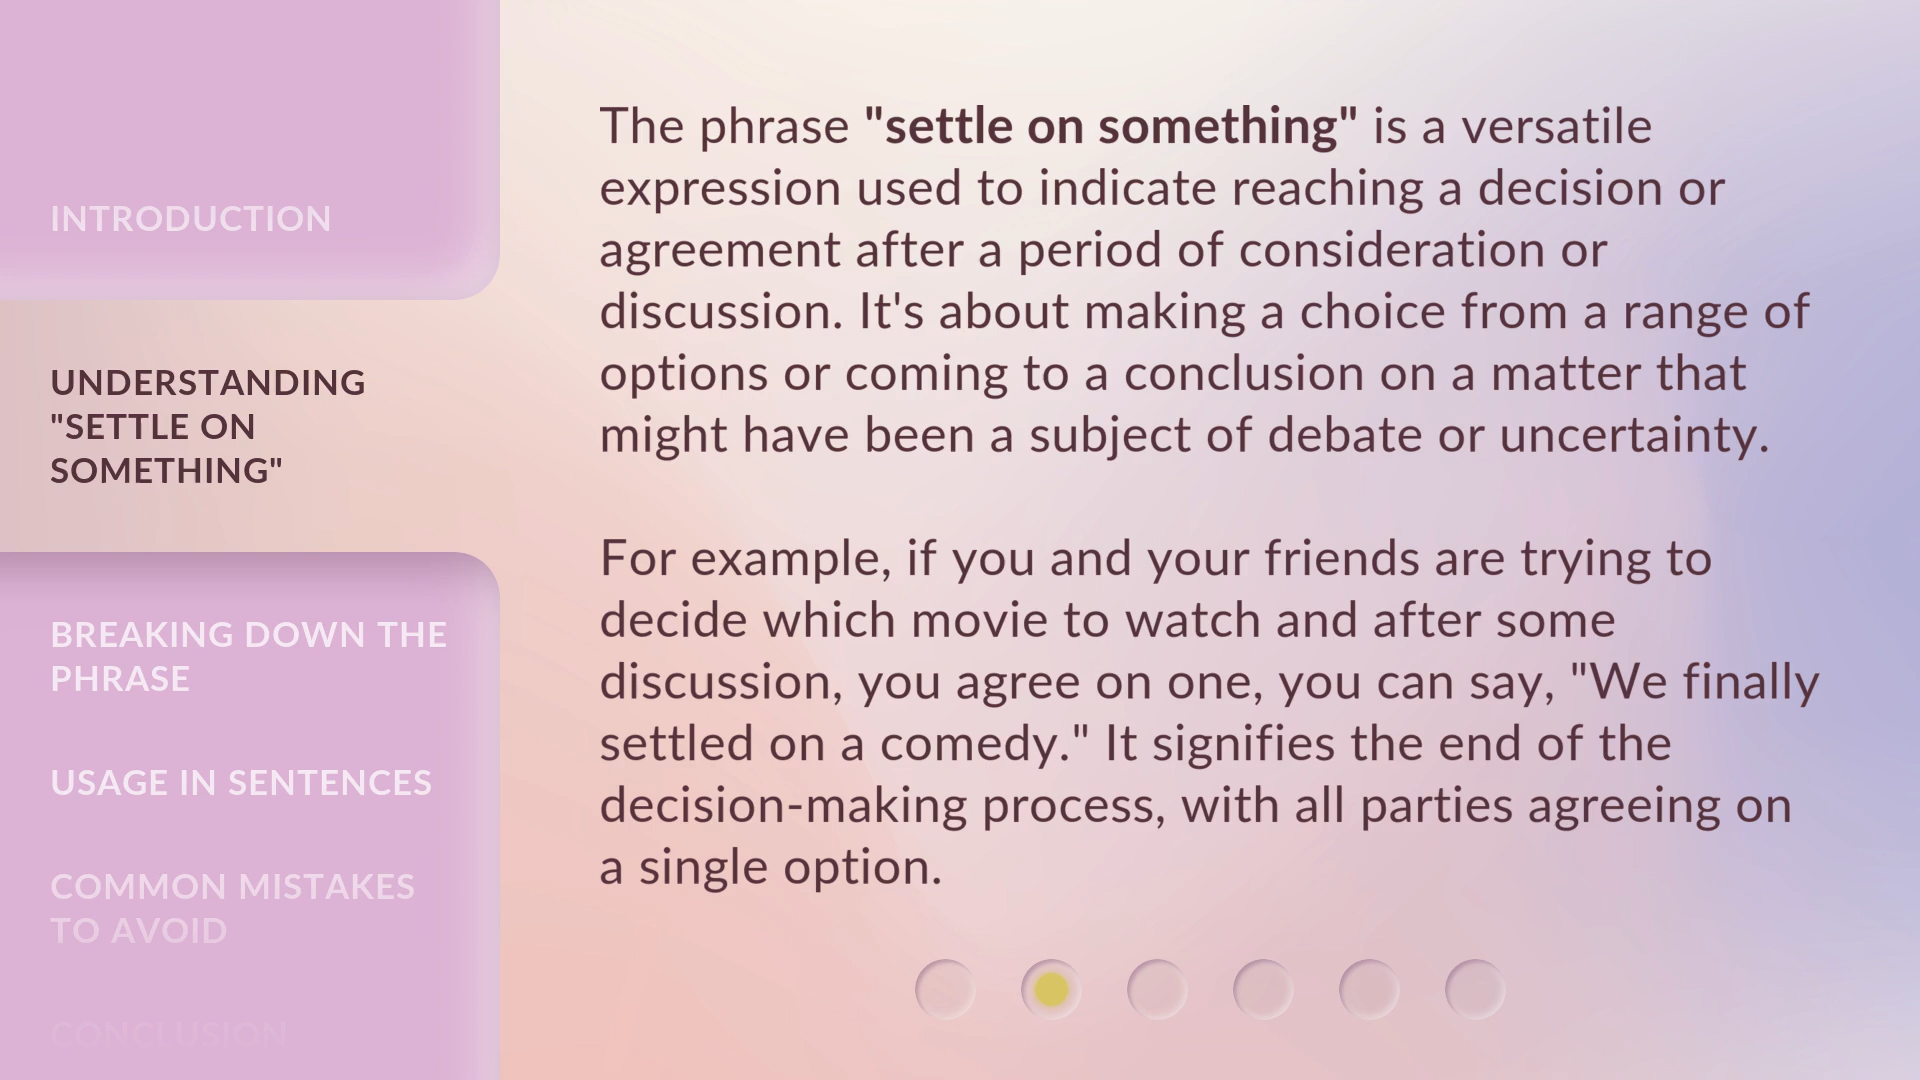 INTRODUCTION
UNDERSTANDING
"SETTLE ON
SOMETHING"
BREAKING DOWN THE
PHRASE
USAGE IN SENTENCES
COMMON MISTAKES
TO AVOID
CONCLUSION
The phrase "settle on something" is a versatile
expression used to indicate reaching a decision or
agreement after a period of consideration or
discussion. It's about making a choice from a range of
options or coming to a conclusion on a matter that
might have been a subject of debate or uncertainty.
For example, if you and your friends are trying to
decide which movie to watch and after some
discussion, you agree on one, you can say, "We finally
settled on a comedy." It signifies the end of the
decision-making process, with all parties agreeing on
a single option.